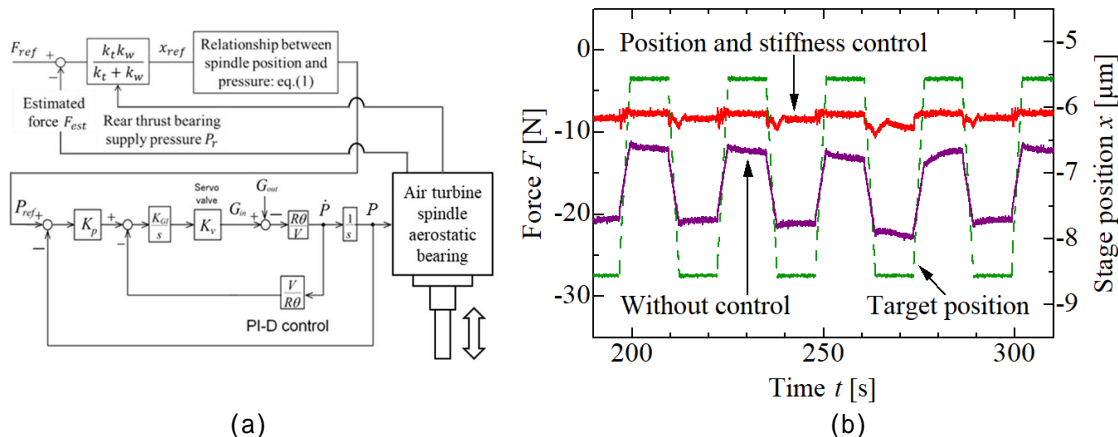 F_ref + − k_t k_w / k_t + k_w x_ref
Relationship between
spindle position and
pressure: eq.(1)
Estimated
force F_est
Rear thrust bearing
supply pressure P_r
P_ref + − K_p + − K_GI / s
Servo
valve
K_v G_in + − G_out Rθ / V Ṗ 1 / s P
Air turbine
spindle
aerostatic
bearing
V / Rθ
PI-D control
(a)
Position and stiffness control
Without control
Target position
Force F [N]
0
-10
-20
-30
Stage position x [μm]
-5
-6
-7
-8
-9
200 250 300
Time t [s]
(b)